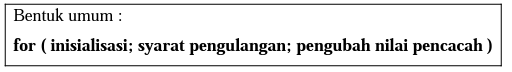 Bentuk umum :
for ( inisialisasi; syarat pengulangan; pengubah nilai pencacah )